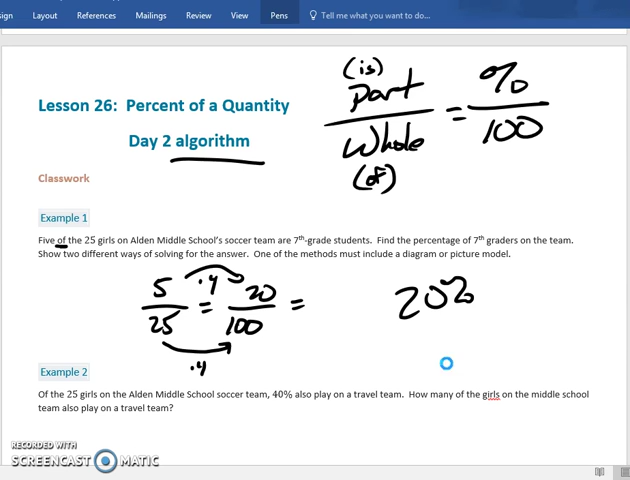 sign Layout References Mailings Review View Pens Tell me what you want to do...
(is)
Part = %
Whole 100
(of)
Lesson 26: Percent of a Quantity
Day 2 algorithm
Classwork
Example 1
Five of the 25 girls on Alden Middle School's soccer team are 7th-grade students. Find the percentage of 7th graders on the team.
Show two different ways of solving for the answer. One of the methods must include a diagram or picture model.
·4
5 = 20 = 20%
25 100
·4
Example 2
Of the 25 girls on the Alden Middle School soccer team, 40% also play on a travel team. How many of the girls on the middle school
team also play on a travel team?
RECORDED WITH
SCREENCAST MATIC